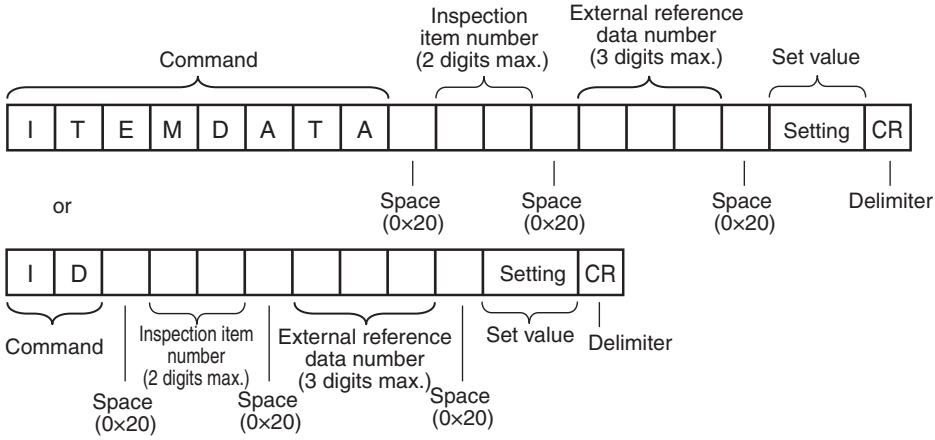 Command
Inspection
item number
(2 digits max.)
External reference
data number
(3 digits max.)
Set value
I T E M D A T A Setting CR
Space
(0×20)
Space
(0×20)
Space
(0×20)
Delimiter
or
I D Setting CR
Command
Inspection item
number
(2 digits max.)
External reference
data number
(3 digits max.)
Set value
Delimiter
Space
(0×20)
Space
(0×20)
Space
(0×20)